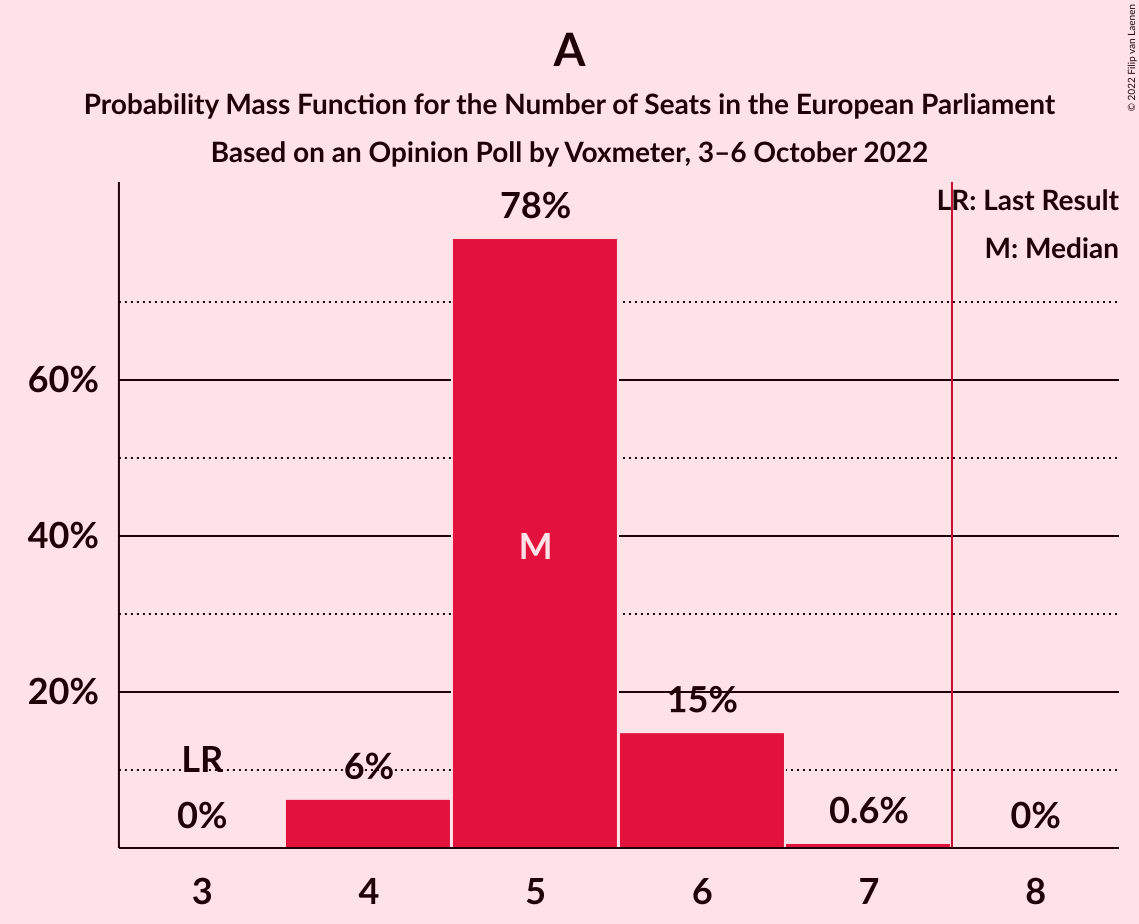 A
Probability Mass Function for the Number of Seats in the European Parliament
Based on an Opinion Poll by Voxmeter, 3–6 October 2022
© 2022 Filip van Laenen
LR: Last Result
M: Median
78%
60%
40%
M
20%
15%
LR
6%
0%
0.6%
0%
3 4 5 6 7 8